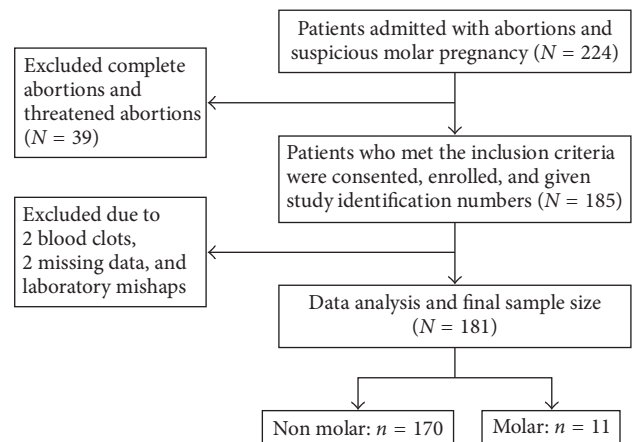 Patients admitted with abortions and
suspicious molar pregnancy (N = 224)
Excluded complete
abortions and
threatened abortions
(N = 39)
Patients who met the inclusion criteria
were consented, enrolled, and given
study identification numbers (N = 185)
Excluded due to
2 blood clots,
2 missing data, and
laboratory mishaps
Data analysis and final sample size
(N = 181)
Non molar: n = 170
Molar: n = 11